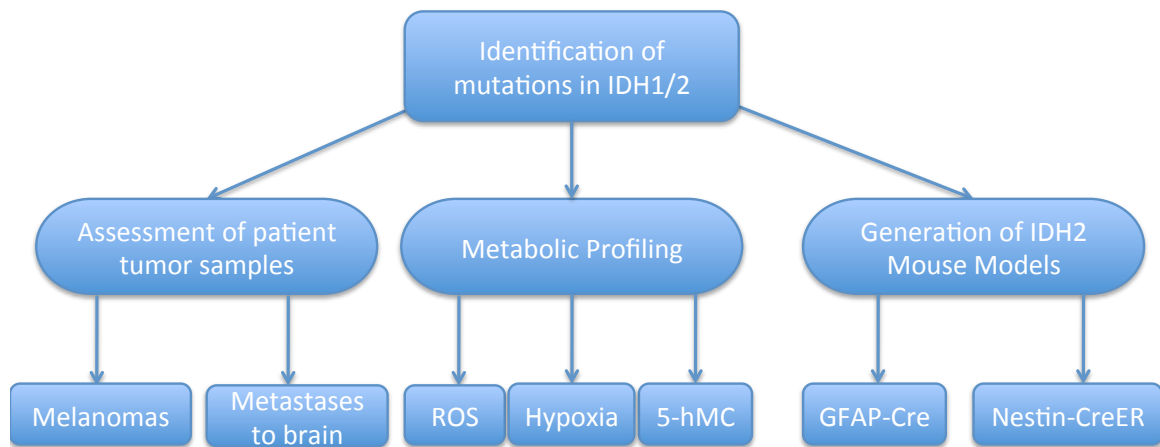 Identification of
mutations in IDH1/2
Assessment of patient
tumor samples
Metabolic Profiling
Generation of IDH2
Mouse Models
Melanomas
Metastases
to brain
ROS
Hypoxia
5-hMC
GFAP-Cre
Nestin-CreER